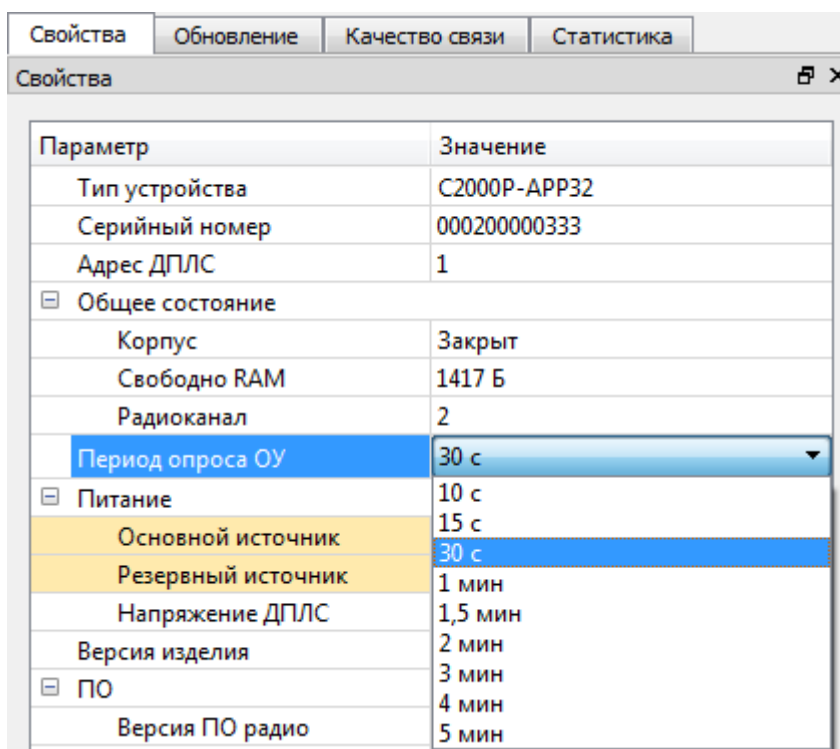 Свойства Обновление Качество связи Статистика
Свойства
Параметр Значение
Тип устройства С2000Р-АРР32
Серийный номер 000200000333
Адрес ДПЛС 1
Общее состояние
Корпус Закрыт
Свободно RAM 1417 Б
Радиоканал 2
Период опроса ОУ 30 с
10 с
Питание
15 с
Основной источник
30 с
Резервный источник
1 мин
Напряжение ДПЛС 1,5 мин
Версия изделия 2 мин
ПО 3 мин
4 мин
Версия ПО радио 5 мин